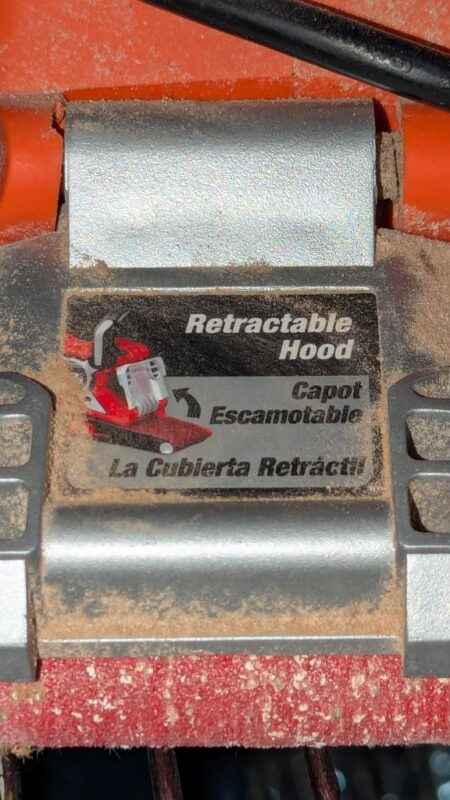 Retractable
Hood
Capot
Escamotable
La Cubierta Retráctil